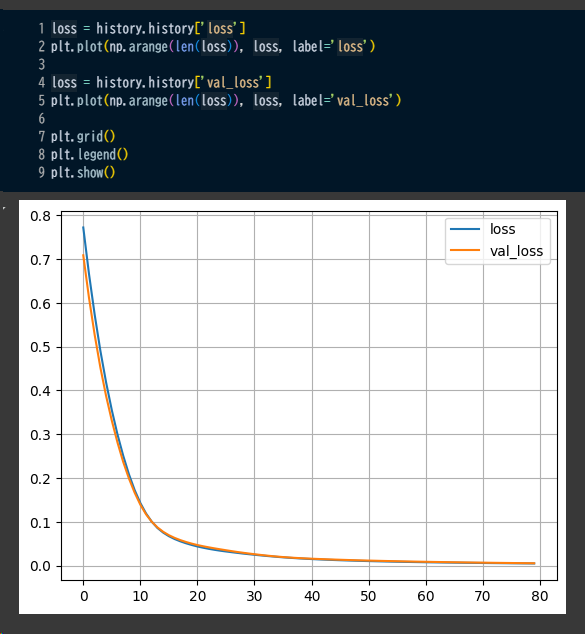 1 loss = history.history['loss']
2 plt.plot(np.arange(len(loss)), loss, label='loss')
3
4 loss = history.history['val_loss']
5 plt.plot(np.arange(len(loss)), loss, label='val_loss')
6
7 plt.grid()
8 plt.legend()
9 plt.show()
0.8
loss
val_loss
0.7
0.6
0.5
0.4
0.3
0.2
0.1
0.0
0 10 20 30 40 50 60 70 80